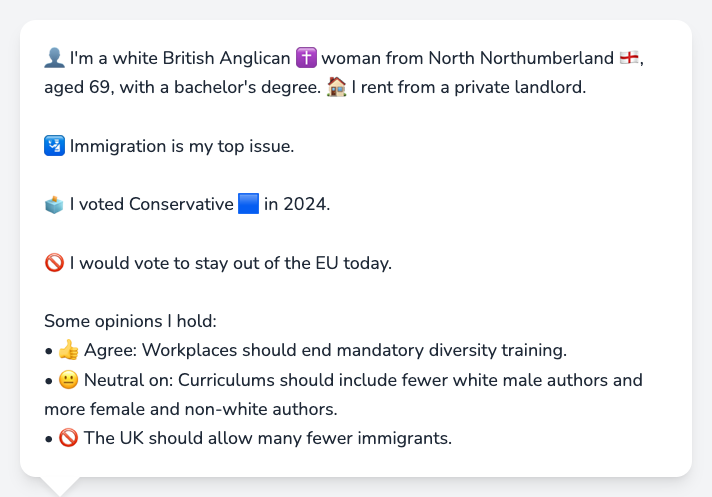 👤 I'm a white British Anglican ✝️ woman from North Northumberland 🏴󠁧󠁢󠁥󠁮󠁧󠁿,
aged 69, with a bachelor's degree. 🏠 I rent from a private landlord.
🛂 Immigration is my top issue.
🗳️ I voted Conservative 🟦 in 2024.
🚫 I would vote to stay out of the EU today.
Some opinions I hold:
• 👍 Agree: Workplaces should end mandatory diversity training.
• 😐 Neutral on: Curriculums should include fewer white male authors and
more female and non-white authors.
• 🚫 The UK should allow many fewer immigrants.